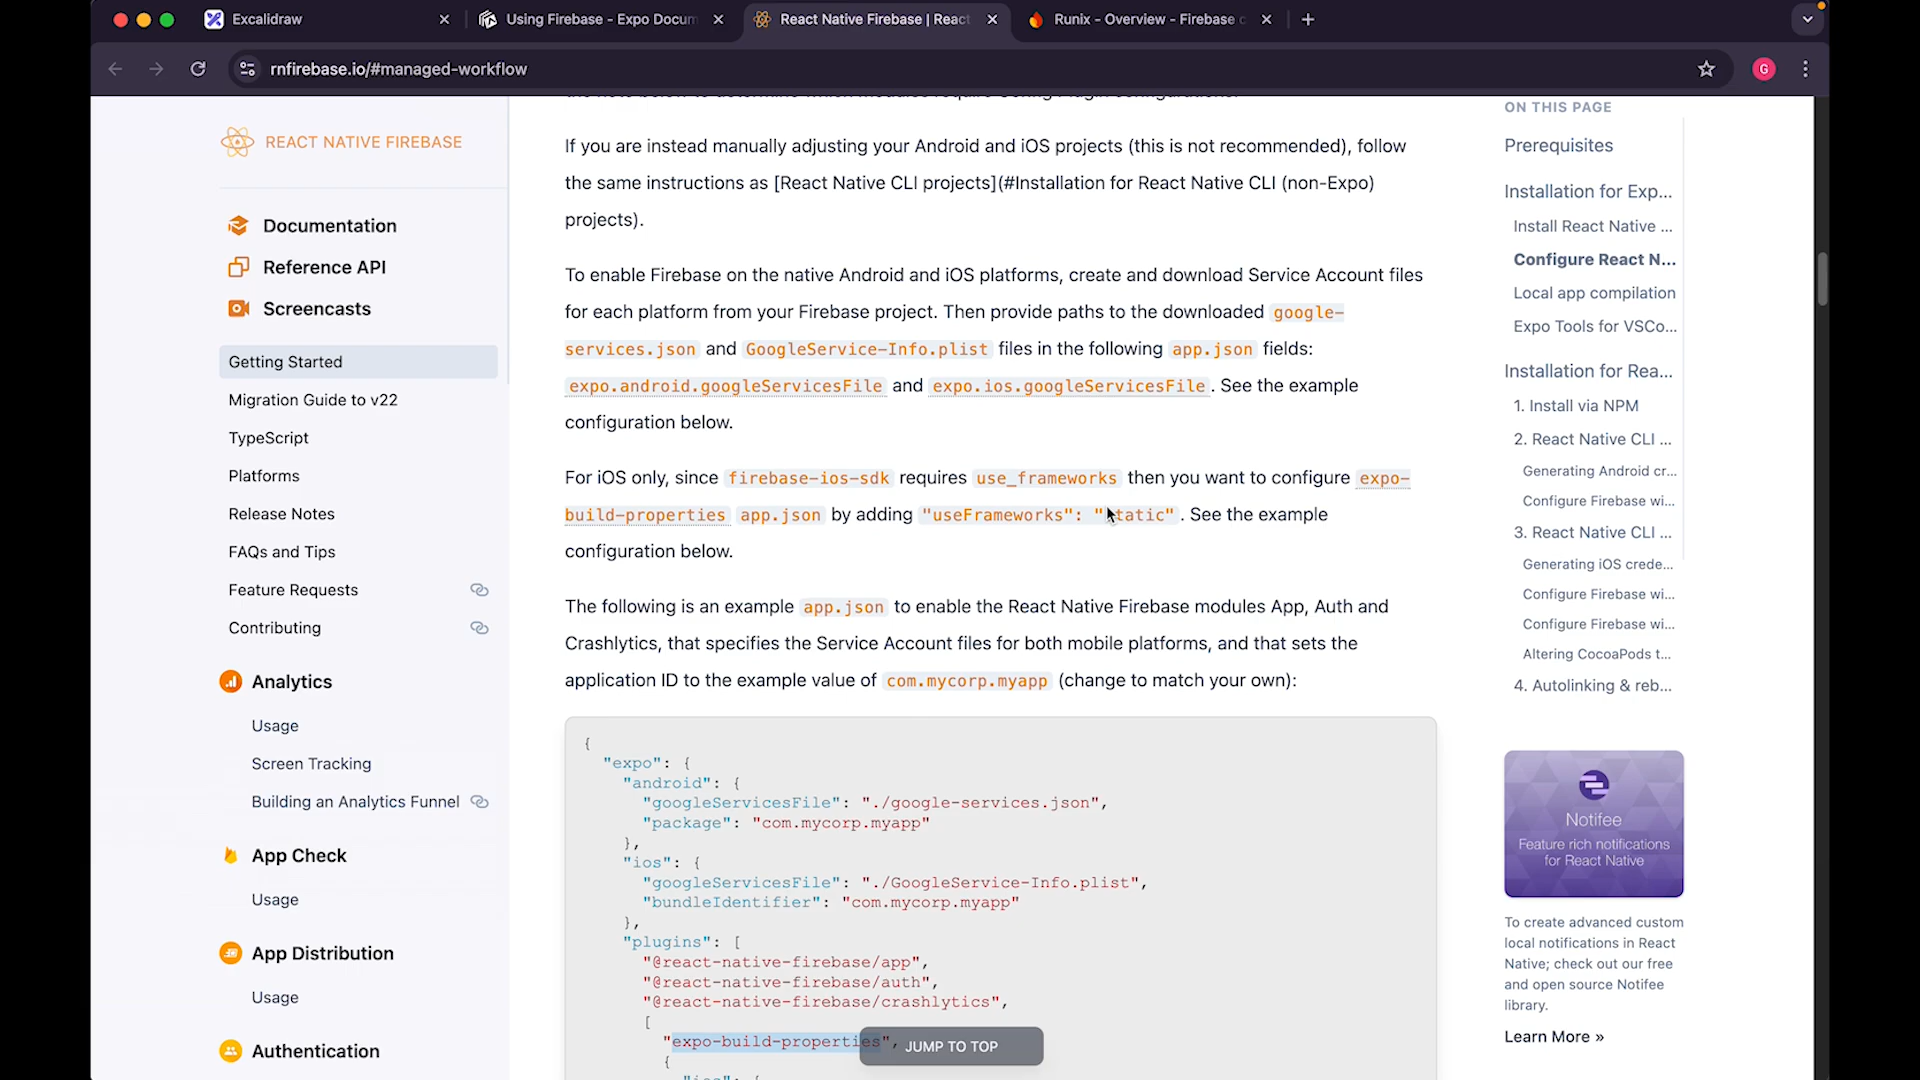 Excalidraw
Using Firebase - Expo Docum
React Native Firebase | React
Runix - Overview - Firebase c
rnfirebase.io/#managed-workflow
G
REACT NATIVE FIREBASE
Documentation
Reference API
Screencasts
Getting Started
Migration Guide to v22
TypeScript
Platforms
Release Notes
FAQs and Tips
Feature Requests
Contributing
Analytics
Usage
Screen Tracking
Building an Analytics Funnel
App Check
Usage
App Distribution
Usage
Authentication
If you are instead manually adjusting your Android and iOS projects (this is not recommended), follow
the same instructions as [React Native CLI projects](#Installation for React Native CLI (non-Expo)
projects).
To enable Firebase on the native Android and iOS platforms, create and download Service Account files
for each platform from your Firebase project. Then provide paths to the downloaded google-
services.json and GoogleService-Info.plist files in the following app.json fields:
expo.android.googleServicesFile and expo.ios.googleServicesFile. See the example
configuration below.
For iOS only, since firebase-ios-sdk requires use_frameworks then you want to configure expo-
build-properties app.json by adding "useFrameworks": "static". See the example
configuration below.
The following is an example app.json to enable the React Native Firebase modules App, Auth and
Crashlytics, that specifies the Service Account files for both mobile platforms, and that sets the
application ID to the example value of com.mycorp.myapp (change to match your own):
{
"expo": {
"android": {
"googleServicesFile": "./google-services.json",
"package": "com.mycorp.myapp"
},
"ios": {
"googleServicesFile": "./GoogleService-Info.plist",
"bundleIdentifier": "com.mycorp.myapp"
},
"plugins": [
"@react-native-firebase/app",
"@react-native-firebase/auth",
"@react-native-firebase/crashlytics",
[
"expo-build-properties",
{
JUMP TO TOP
ON THIS PAGE
Prerequisites
Installation for Exp...
Install React Native ...
Configure React N...
Local app compilation
Expo Tools for VSCo...
Installation for Rea...
1. Install via NPM
2. React Native CLI ...
Generating Android cr...
Configure Firebase wi...
3. React Native CLI ...
Generating iOS crede...
Configure Firebase wi...
Configure Firebase wi...
Altering CocoaPods t...
4. Autolinking & reb...
Notifee
Feature rich notifications
for React Native
To create advanced custom
local notifications in React
Native; check out our free
and open source Notifee
library.
Learn More »